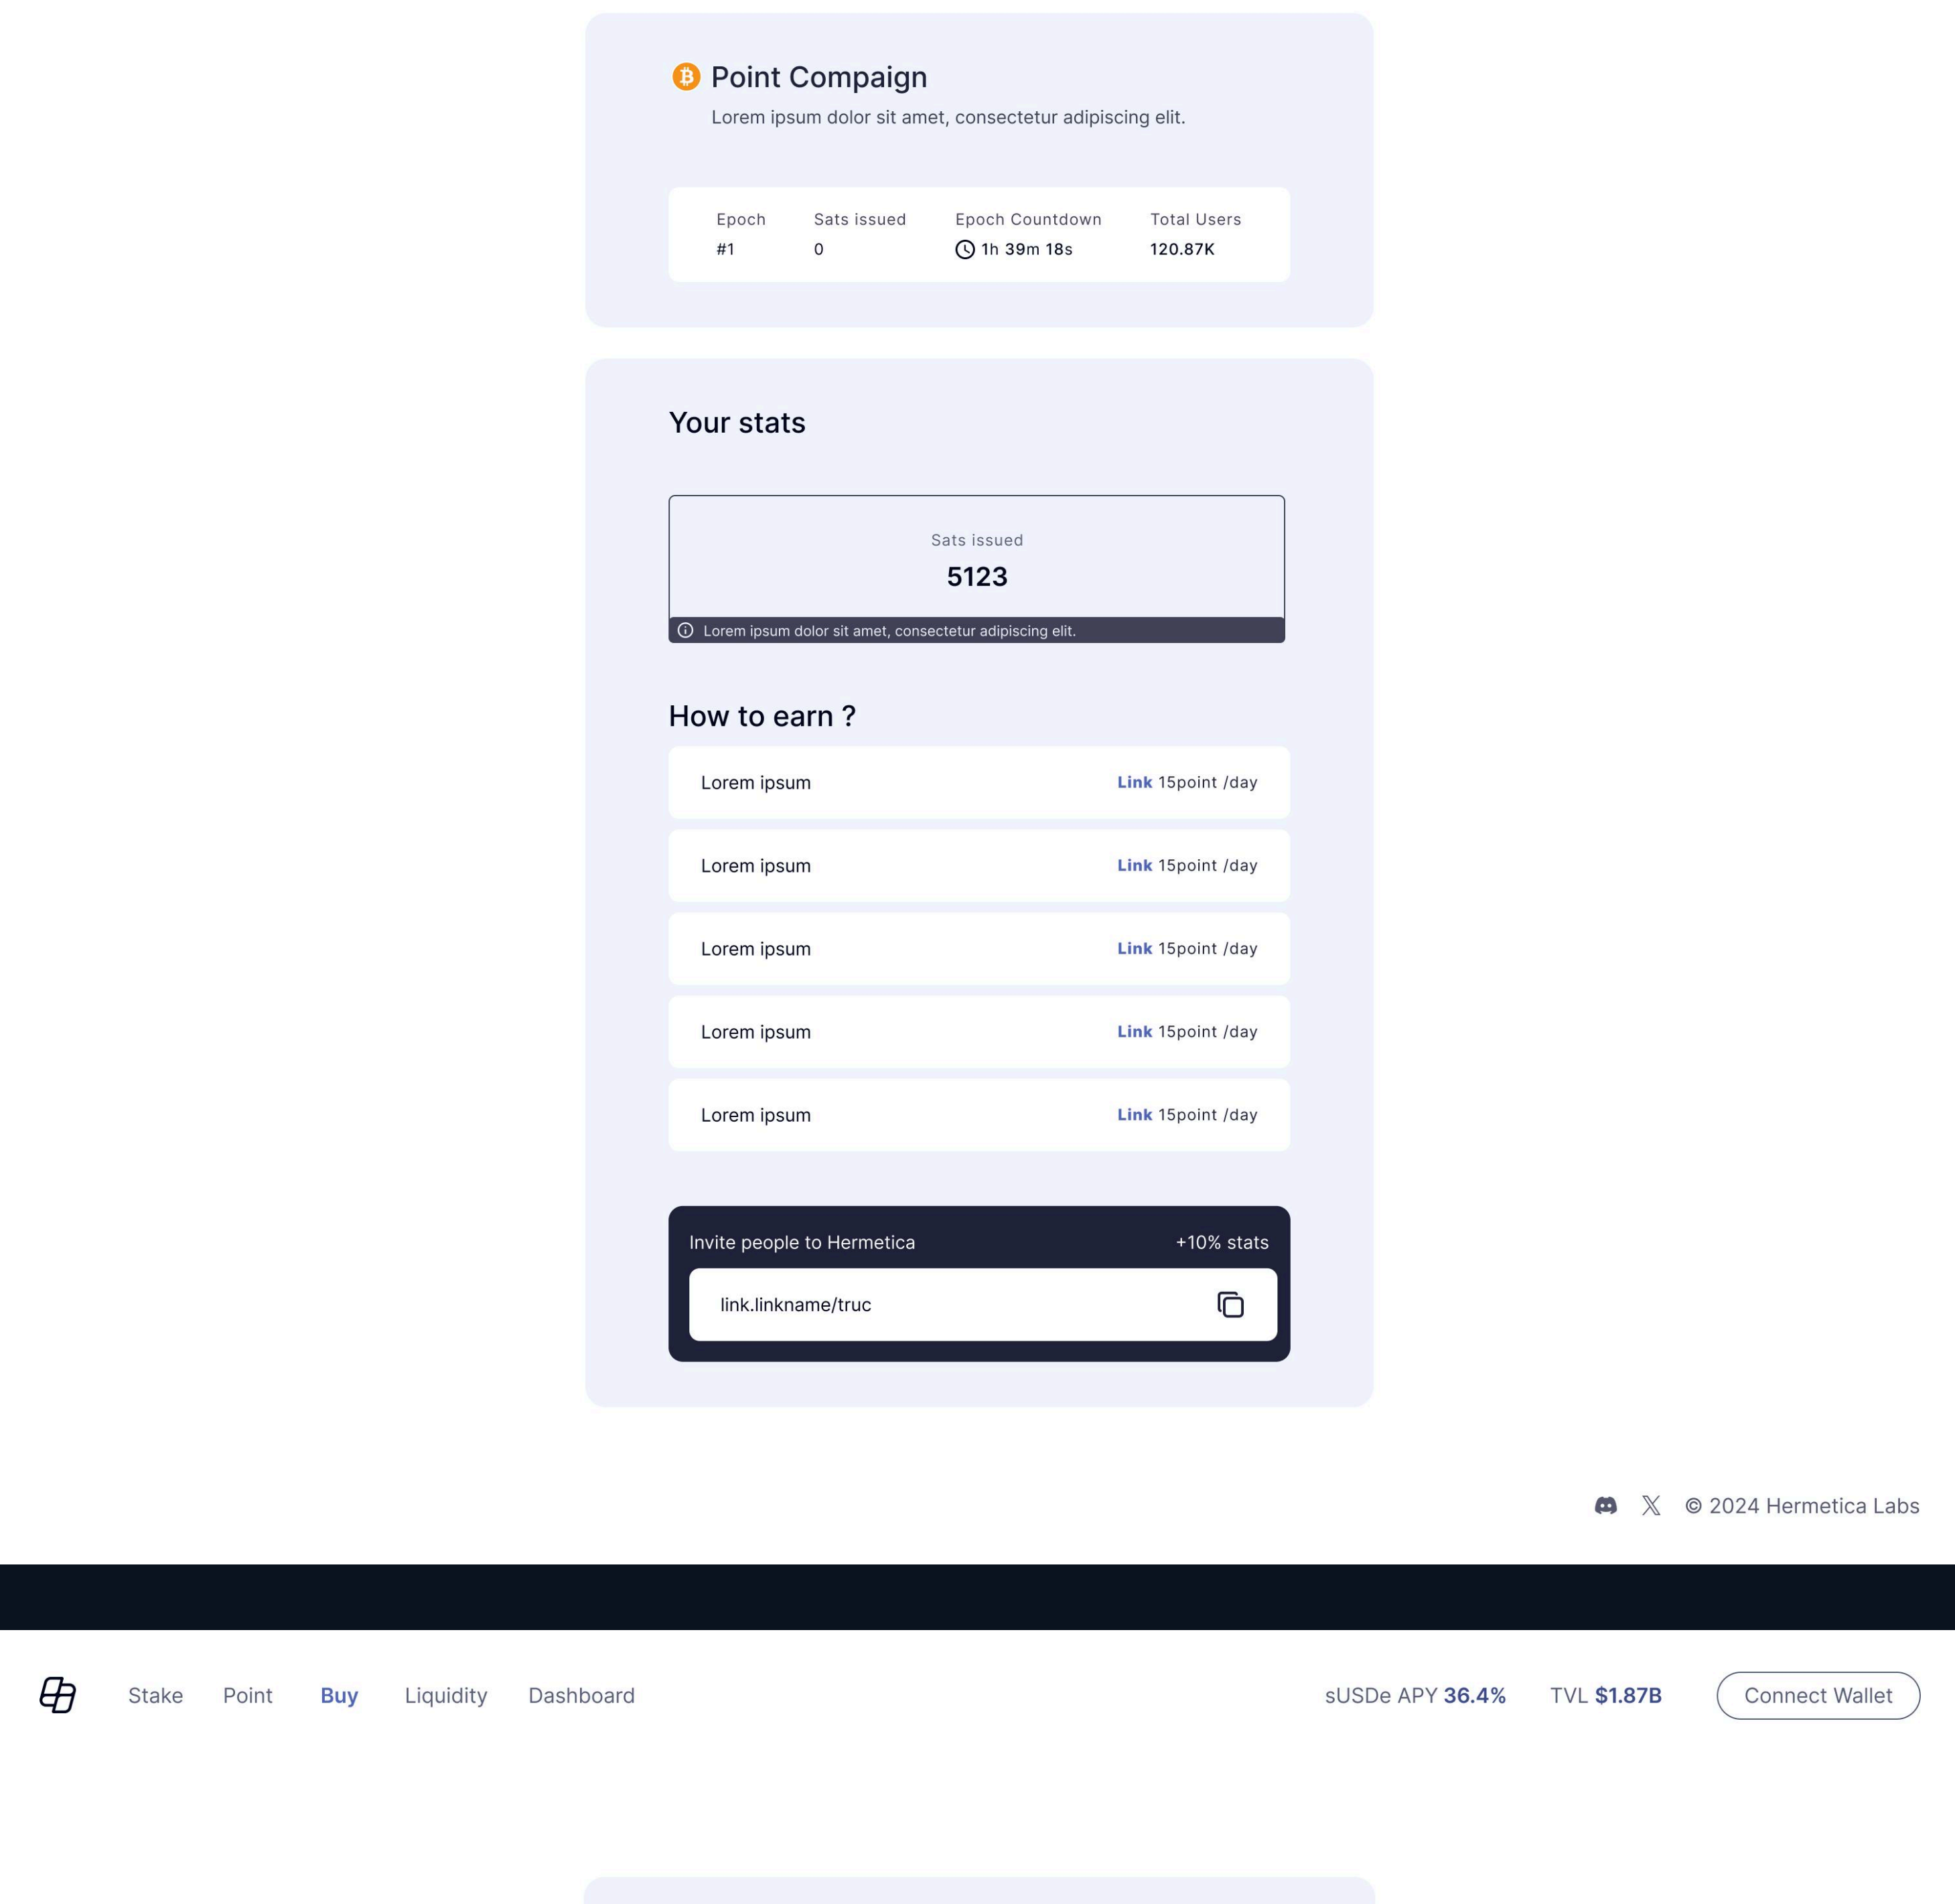 Point Compaign
Lorem ipsum dolor sit amet, consectetur adipiscing elit.
Epoch Sats issued Epoch Countdown Total Users
#1 0 1h 39m 18s 120.87K
Your stats
Sats issued
5123
Lorem ipsum dolor sit amet, consectetur adipiscing elit.
How to earn ?
Lorem ipsum Link 15point /day
Lorem ipsum Link 15point /day
Lorem ipsum Link 15point /day
Lorem ipsum Link 15point /day
Lorem ipsum Link 15point /day
Invite people to Hermetica +10% stats
link.linkname/truc
© 2024 Hermetica Labs
Stake Point Buy Liquidity Dashboard sUSDe APY 36.4% TVL $1.87B Connect Wallet